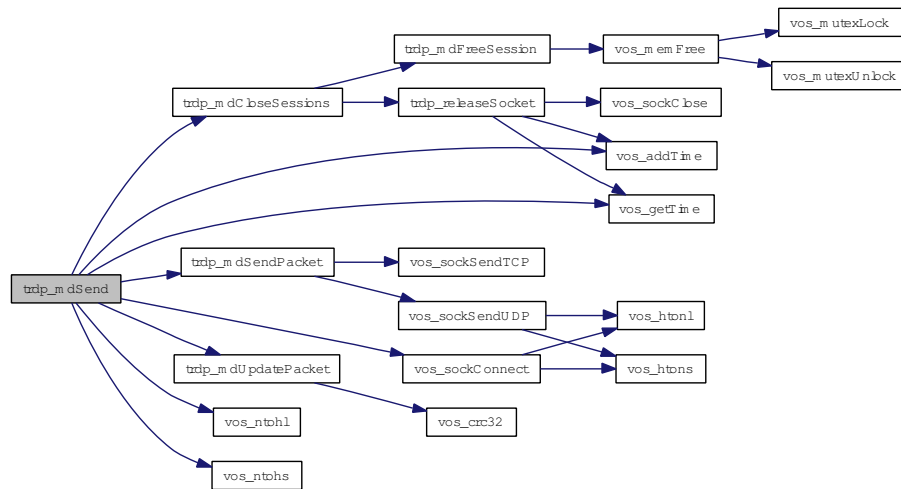 vos_mutexLock
trdp_mdFreeSession
vos_memFree
vos_mutexUnlock
trdp_mdCloseSessions
trdp_releaseSocket
vos_sockClose
vos_addTime
vos_getTime
trdp_mdSendPacket
vos_sockSendTCP
trdp_mdSend
vos_sockSendUDP
vos_htonl
trdp_mdUpdatePacket
vos_sockConnect
vos_htons
vos_ntohl
vos_crc32
vos_ntohs